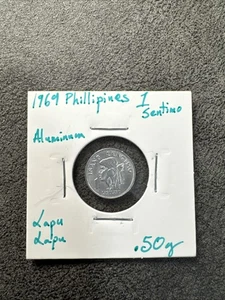 1969 Phillipines 1
Sentimo
Aluminum
Lapu
Lapu
.50g